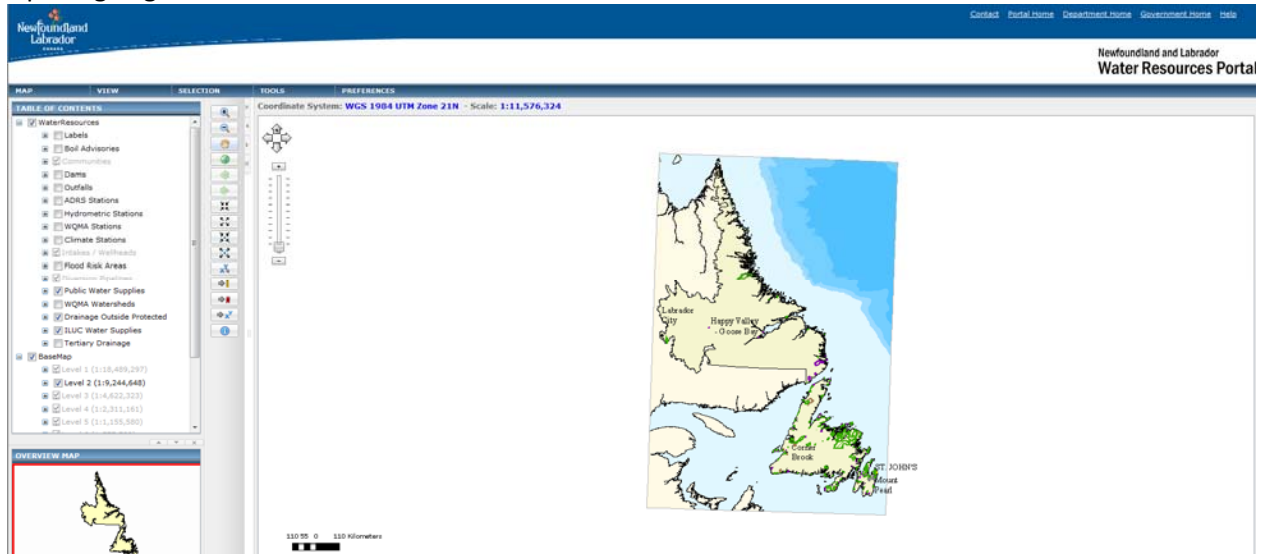 Contact Portal Home Department Home Government Home Help
Newfoundland
Labrador
Newfoundland and Labrador
Water Resources Portal
MAP VIEW SELECTION TOOLS PREFERENCES
TABLE OF CONTENTS
Coordinate System: WGS 1984 UTM Zone 21N - Scale: 1:11,576,324
WaterResources
Labels
Boil Advisories
Communities
Dams
Outfalls
ADRS Stations
Hydrometric Stations
WQMA Stations
Climate Stations
Intakes / Wellheads
Flood Risk Areas
Public Water Supplies
WQMA Watersheds
Drainage Outside Protected
ILUC Water Supplies
Tertiary Drainage
BaseMap
Level 1 (1:18,489,297)
Level 2 (1:9,244,648)
Level 3 (1:4,622,323)
Level 4 (1:2,311,161)
Level 5 (1:1,155,580)
OVERVIEW MAP
Labrador
City
Happy Valley
- Goose Bay
Corner
Brook
ST. JOHN'S
Mount
Pearl
110 55 0 110 Kilometers